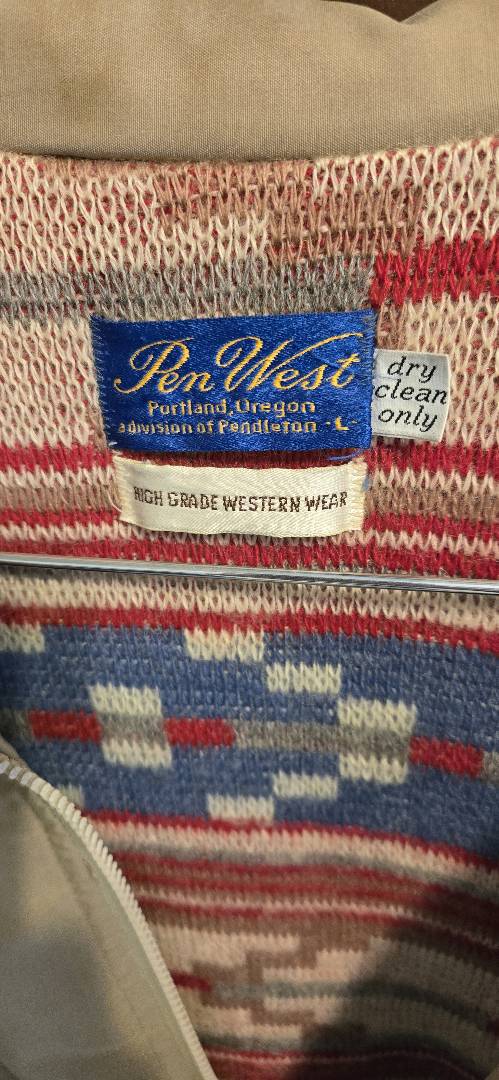 Pen West
Portland, Oregon
a division of Pendleton -L-
dry
clean
only
HIGH GRADE WESTERN WEAR